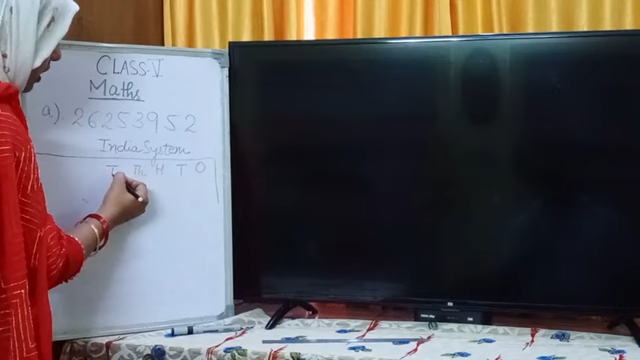 CLASS-V
Maths
a). 26253952
India System
T Th H T O